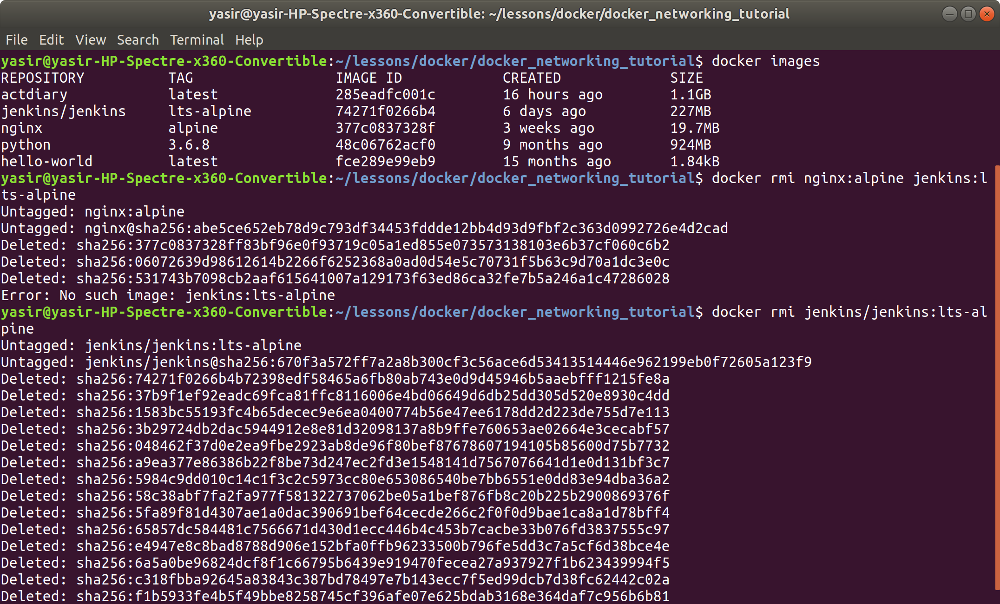 yasir@yasir-HP-Spectre-x360-Convertible: ~/lessons/docker/docker_networking_tutorial
File Edit View Search Terminal Help
yasir@yasir-HP-Spectre-x360-Convertible:~/lessons/docker/docker_networking_tutorial$ docker images
REPOSITORY          TAG                 IMAGE ID            CREATED             SIZE
actdiary            latest              285eadfc001c        16 hours ago        1.1GB
jenkins/jenkins     lts-alpine          74271f0266b4        6 days ago          227MB
nginx               alpine              377c0837328f        3 weeks ago         19.7MB
python              3.6.8               48c06762acf0        9 months ago        924MB
hello-world         latest              fce289e99eb9        15 months ago       1.84kB
yasir@yasir-HP-Spectre-x360-Convertible:~/lessons/docker/docker_networking_tutorial$ docker rmi nginx:alpine jenkins:l
ts-alpine
Untagged: nginx:alpine
Untagged: nginx@sha256:abe5ce652eb78d9c793df34453fddde12bb4d93d9fbf2c363d0992726e4d2cad
Deleted: sha256:377c0837328ff83bf96e0f93719c05a1ed855e073573138103e6b37cf060c6b2
Deleted: sha256:06072639d98612614b2266f6252368a0ad0d54e5c70731f5b63c9d70a1dc3e0c
Deleted: sha256:531743b7098cb2aaf615641007a129173f63ed86ca32fe7b5a246a1c47286028
Error: No such image: jenkins:lts-alpine
yasir@yasir-HP-Spectre-x360-Convertible:~/lessons/docker/docker_networking_tutorial$ docker rmi jenkins/jenkins:lts-al
pine
Untagged: jenkins/jenkins:lts-alpine
Untagged: jenkins/jenkins@sha256:670f3a572ff7a2a8b300cf3c56ace6d53413514446e962199eb0f72605a123f9
Deleted: sha256:74271f0266b4b72398edf58465a6fb80ab743e0d9d45946b5aaebfff1215fe8a
Deleted: sha256:37b9f1ef92eadc69fca81ffc8116006e4bd06649d6db25dd305d520e8930c4dd
Deleted: sha256:1583bc55193fc4b65decec9e6ea0400774b56e47ee6178dd2d223de755d7e113
Deleted: sha256:3b29724db2dac5944912e8e81d32098137a8b9ffe760653ae02664e3cecabf57
Deleted: sha256:048462f37d0e2ea9fbe2923ab8de96f80bef87678607194105b85600d75b7732
Deleted: sha256:a9ea377e86386b22f8be73d247ec2fd3e1548141d7567076641d1e0d131bf3c7
Deleted: sha256:5984c9dd010c14c1f3c2c5973cc80e653086540be7bb6551e0dd83e94dba36a2
Deleted: sha256:58c38abf7fa2fa977f581322737062be05a1bef876fb8c20b225b2900869376f
Deleted: sha256:5fa89f81d4307ae1a0dac390691bef64cecde266c2f0f0d9bae1ca8a1d78bff4
Deleted: sha256:65857dc584481c7566671d430d1ecc446b4c453b7cacbe33b076fd3837555c97
Deleted: sha256:e4947e8c8bad8788d906e152bfa0ffb96233500b796fe5dd3c7a5cf6d38bce4e
Deleted: sha256:6a5a0be96824dcf8f1c66795b6439e919470fecea27a937927f1b623439994f5
Deleted: sha256:c318fbba92645a83843c387bd78497e7b143ecc7f5ed99dcb7d38fc62442c02a
Deleted: sha256:f1b5933fe4b5f49bbe8258745cf396afe07e625bdab3168e364daf7c956b6b81